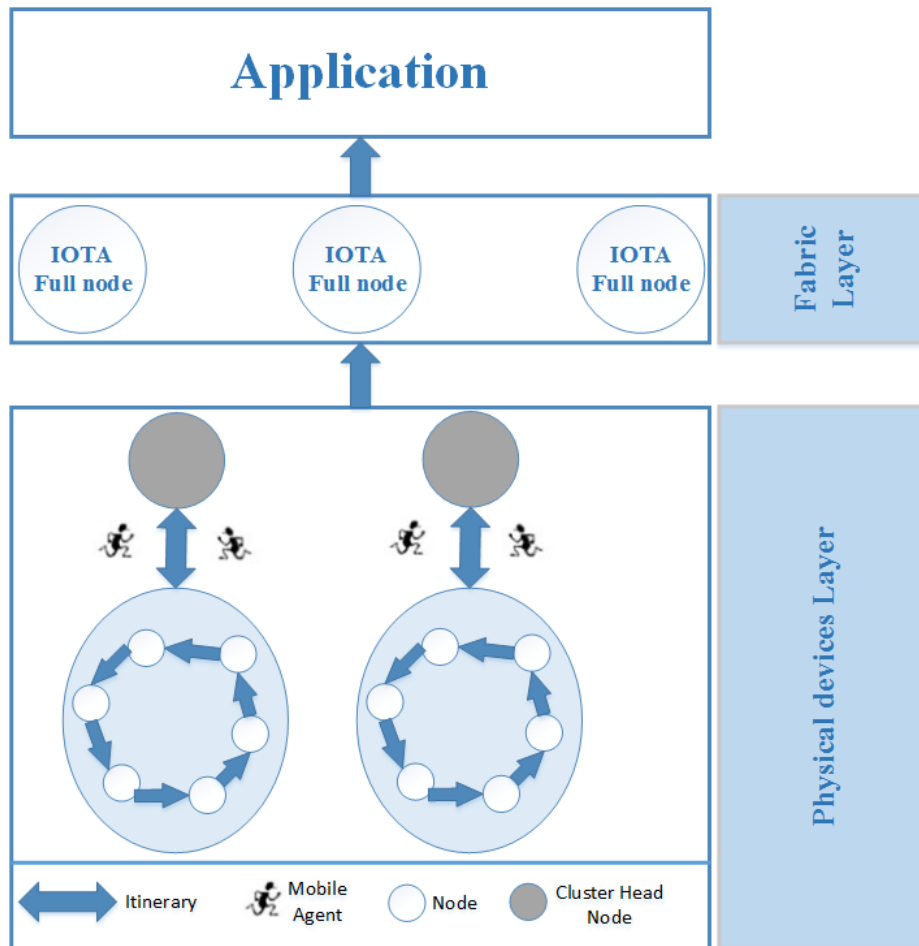 Application
IOTA
Full node
IOTA
Full node
IOTA
Full node
Fabric
Layer
Physical devices Layer
Itinerary
Mobile
Agent
Node
Cluster Head
Node